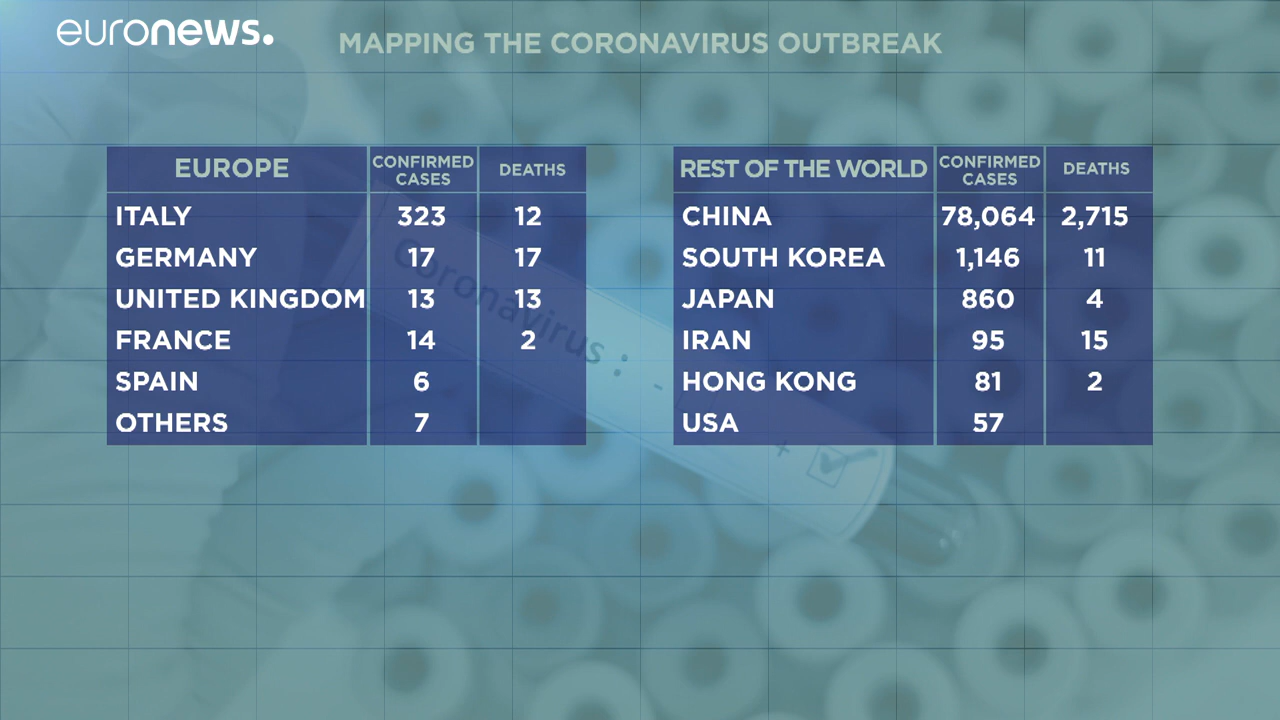 euronews.
MAPPING THE CORONAVIRUS OUTBREAK
EUROPE CONFIRMED CASES DEATHS
ITALY 323 12
GERMANY 17 17
UNITED KINGDOM 13 13
FRANCE 14 2
SPAIN 6
OTHERS 7
REST OF THE WORLD CONFIRMED CASES DEATHS
CHINA 78,064 2,715
SOUTH KOREA 1,146 11
JAPAN 860 4
IRAN 95 15
HONG KONG 81 2
USA 57
Coronavirus : -
+